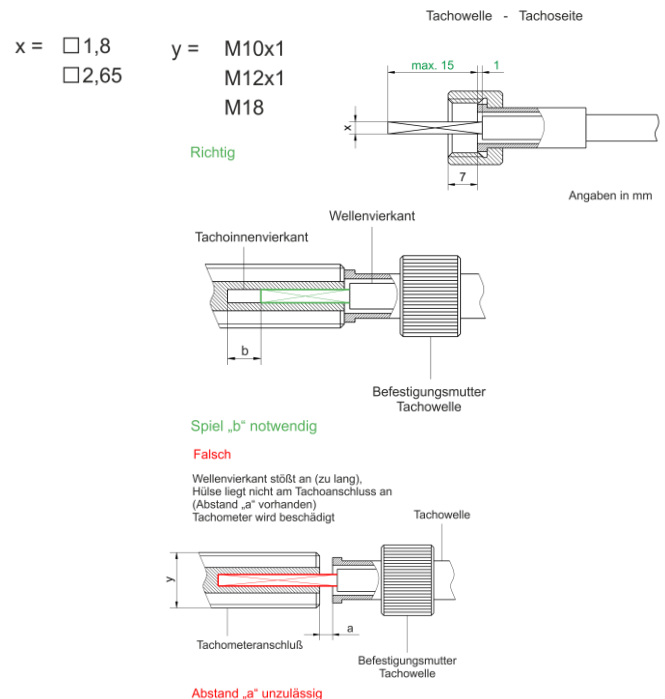 Tachowelle - Tachoseite
x = □ 1,8
□ 2,65
y = M10x1
M12x1
M18
max. 15
1
x
7
Richtig
Angaben in mm
Wellenvierkant
Tachoinnenvierkant
b
Befestigungsmutter
Tachowelle
Spiel „b" notwendig
Falsch
Wellenvierkant stößt an (zu lang),
Hülse liegt nicht am Tachoanschluss an
(Abstand „a" vorhanden)
Tachometer wird beschädigt
Tachowelle
y
a
Tachometeranschluß
Befestigungsmutter
Tachowelle
Abstand „a" unzulässig